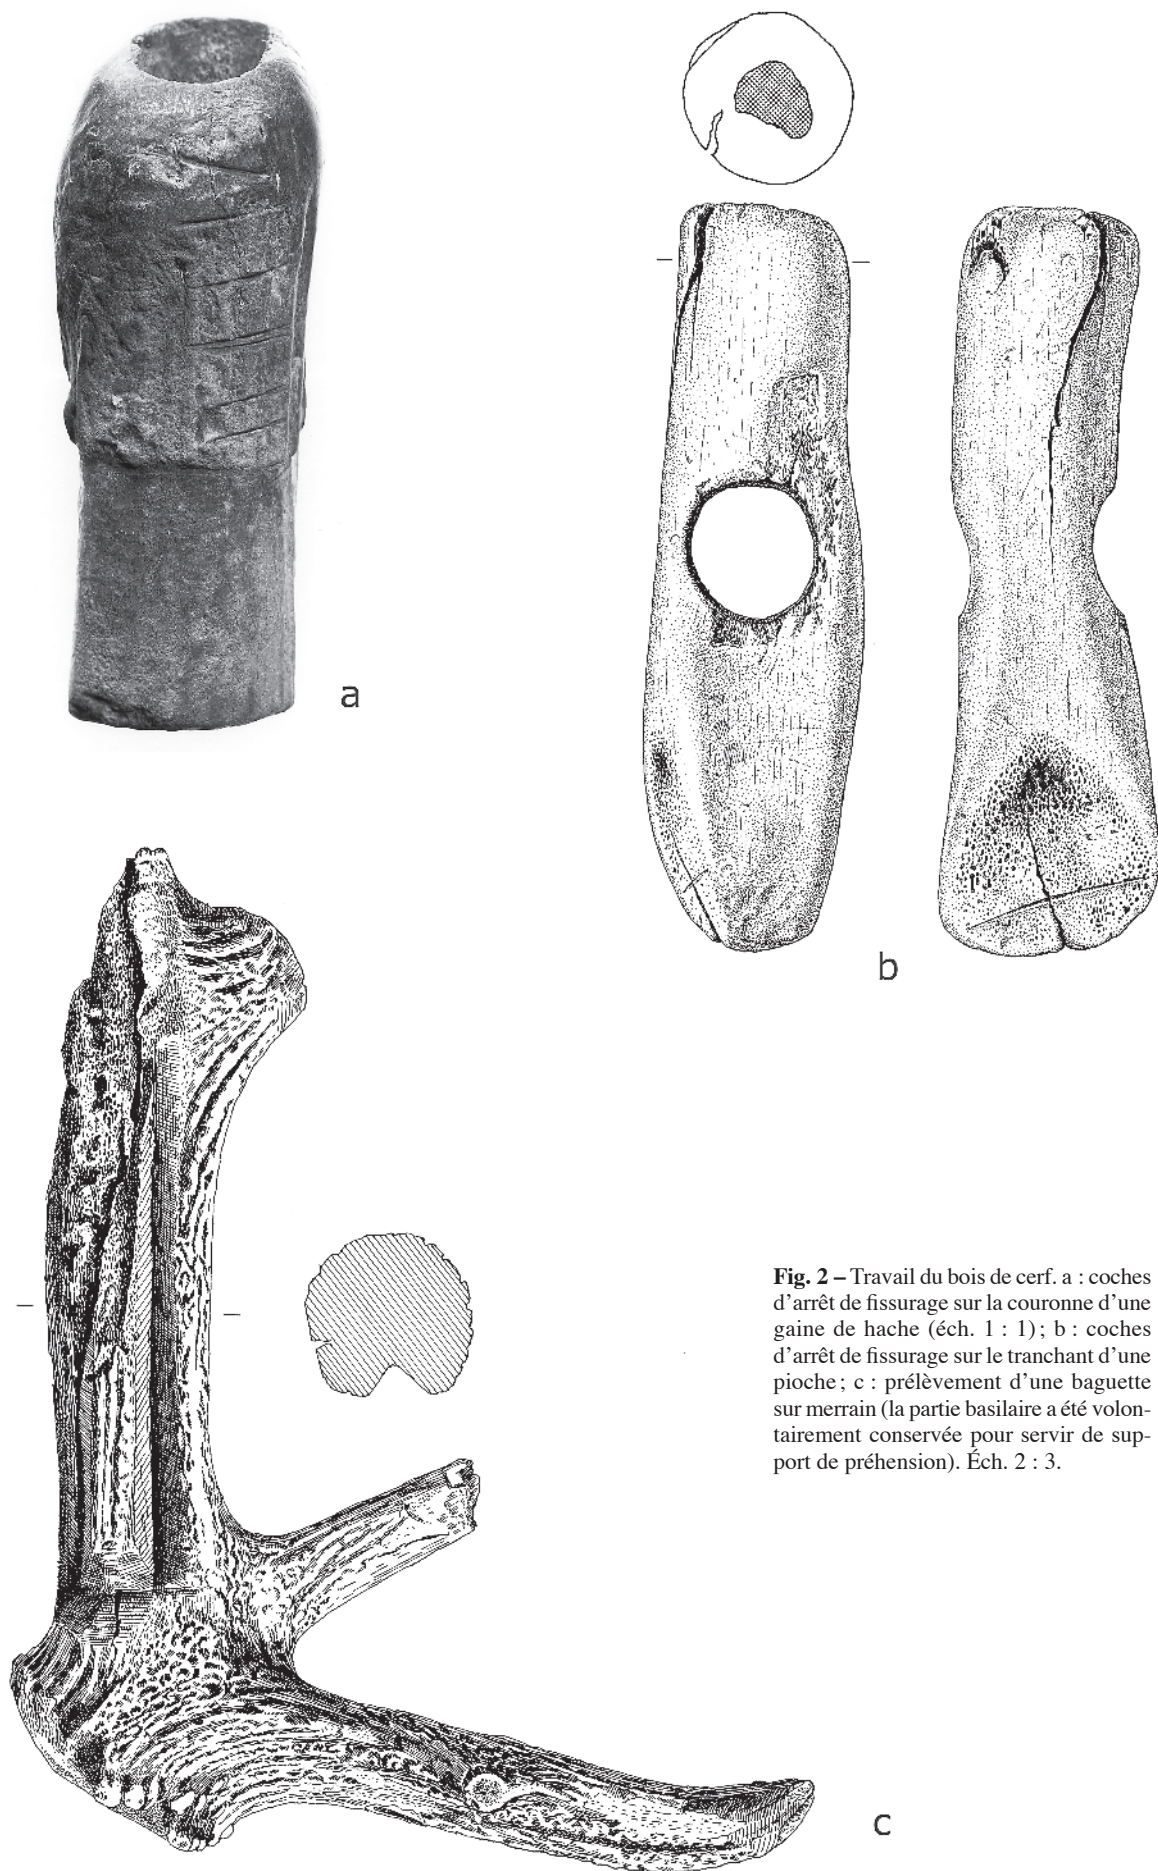 a
b
Fig. 2 – Travail du bois de cerf. a : coches
d'arrêt de fissurage sur la couronne d'une
gaine de hache (éch. 1 : 1) ; b : coches
d'arrêt de fissurage sur le tranchant d'une
pioche ; c : prélèvement d'une baguette
sur merrain (la partie basilaire a été volon-
tairement conservée pour servir de sup-
port de préhension). Éch. 2 : 3.
c